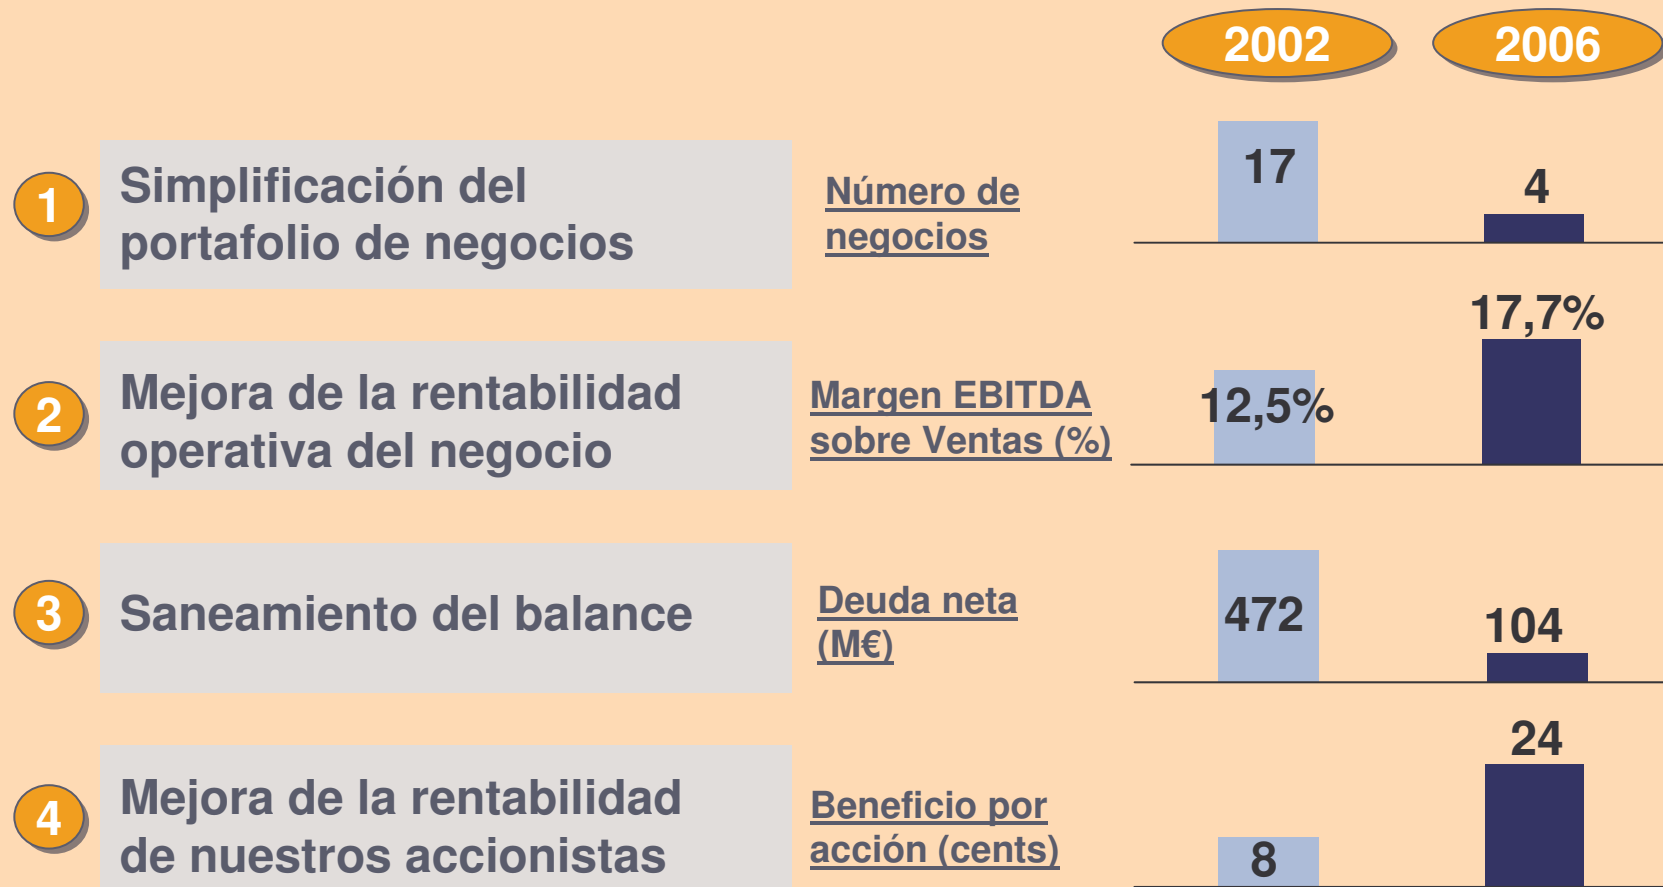 2002 2006
1
Simplificación del
portafolio de negocios
Número de
negocios
17
4
2
Mejora de la rentabilidad
operativa del negocio
Margen EBITDA
sobre Ventas (%)
12,5%
17,7%
3
Saneamiento del balance
Deuda neta
(M€)
472
104
4
Mejora de la rentabilidad
de nuestros accionistas
Beneficio por
acción (cents)
8
24